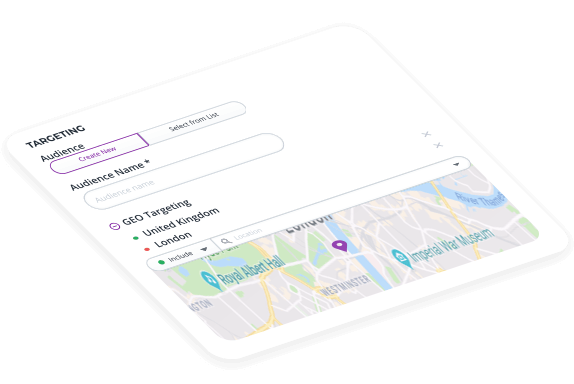 TARGETING
Audience
Create New
Select from List
Audience Name *
Audience name
GEO Targeting
United Kingdom
London
Include
Location
London
Royal Albert Hall
WESTMINSTER
Imperial War Museum
River Thames